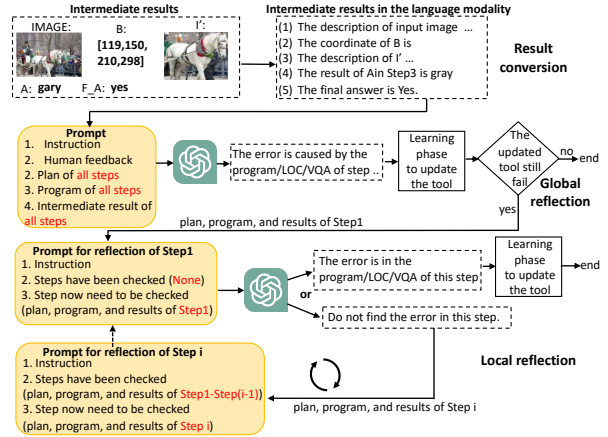 Intermediate results
IMAGE:
B:
[119,150,
210,298]
I’:
A: gary
F_A: yes
Intermediate results in the language modality
(1) The description of input image ...
(2) The coordinate of B is
(3) The description of I’ ...
(4) The result of Ain Step3 is gray
(5) The final answer is Yes.
Result
conversion
Prompt
1. Instruction
2. Human feedback
2. Plan of all steps
3. Program of all steps
4. Intermediate result of
all steps
The error is caused by the
program/LOC/VQA of step ..
Learning
phase
to update
the tool
The
updated
tool still
fail
no
end
Global
reflection
yes
plan, program, and results of Step1
Prompt for reflection of Step1
1. Instruction
2. Steps have been checked (None)
3. Step now need to be checked
(plan, program, and results of Step1)
The error is in the
program/LOC/VQA of this step
or
Do not find the error in this step.
Learning
phase
to update
the tool
end
Prompt for reflection of Step i
1. Instruction
2. Steps have been checked
(plan, program, and results of Step1-Step(i-1))
3. Step now need to be checked
(plan, program, and results of Step i)
Local reflection
plan, program, and results of Step i